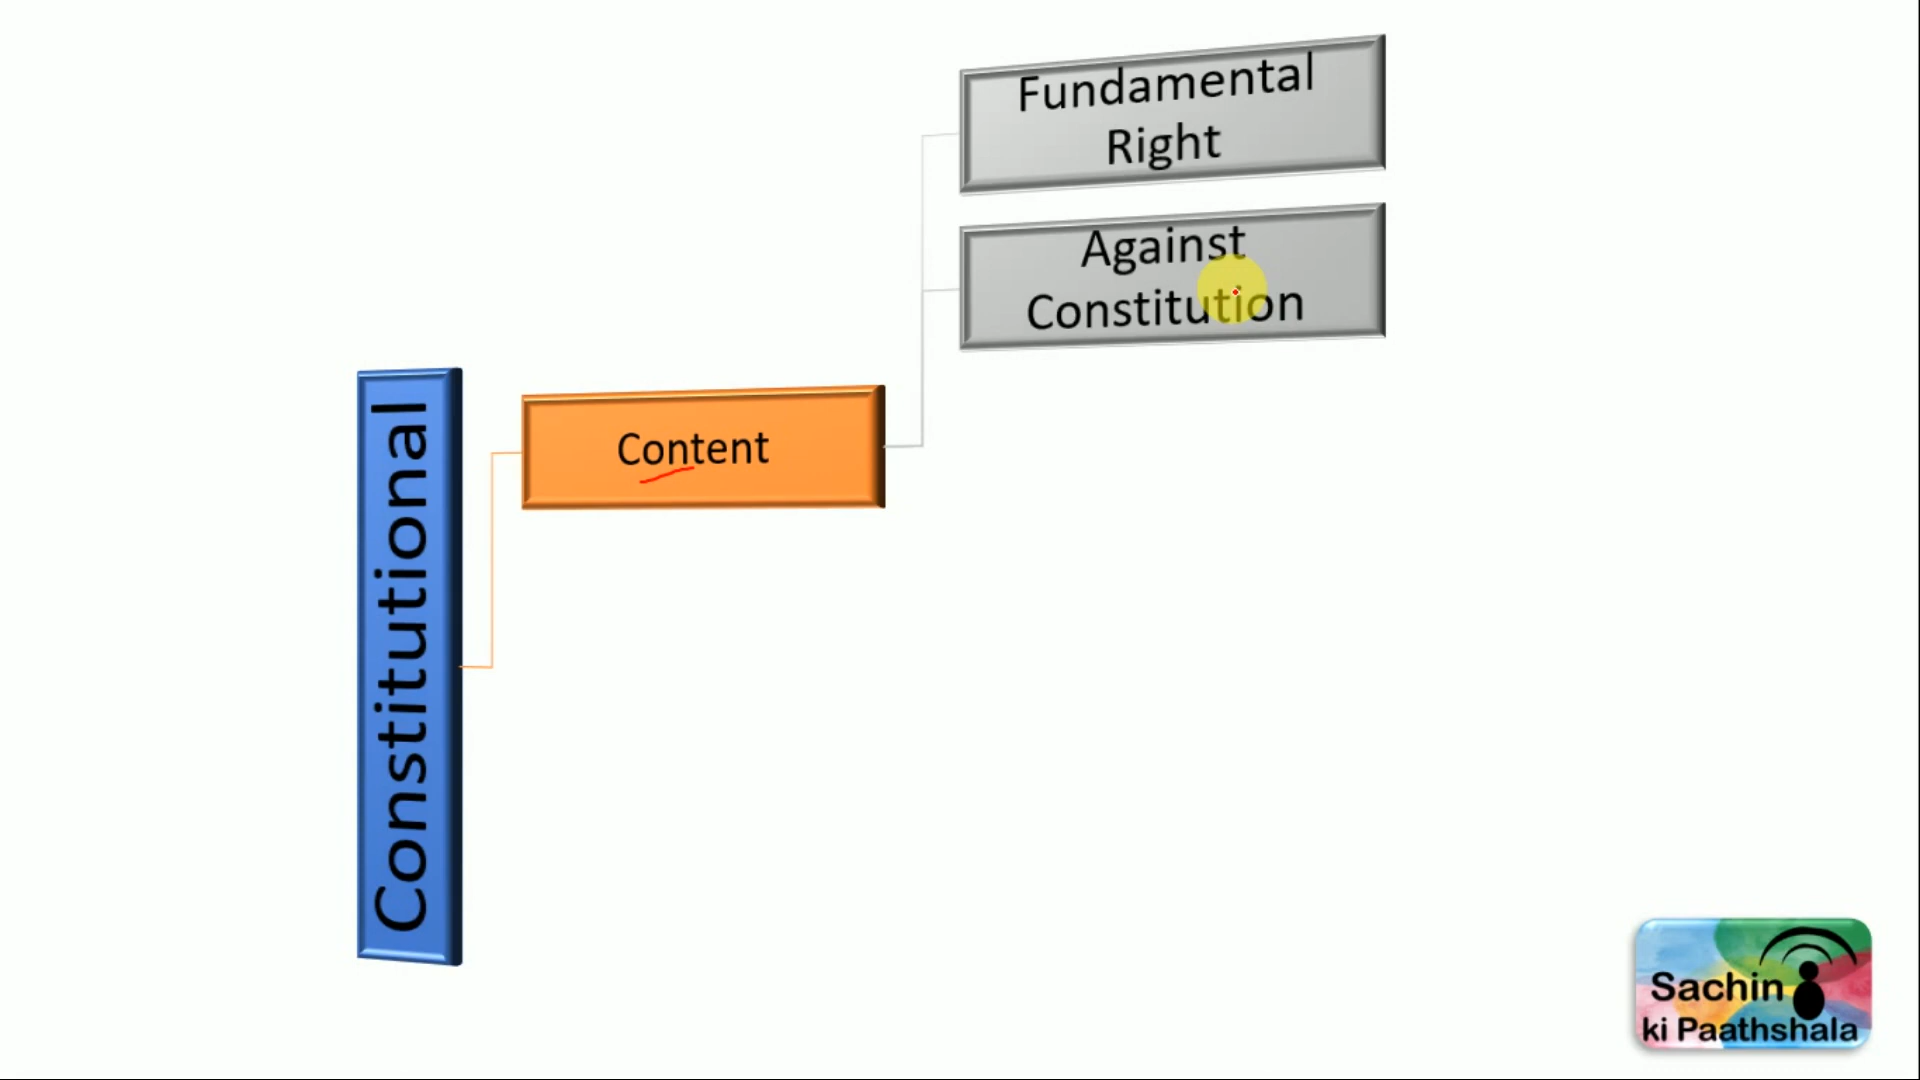 Fundamental
Right
Against
Constitution
Content
Constitutional
Sachin
ki Paathshala